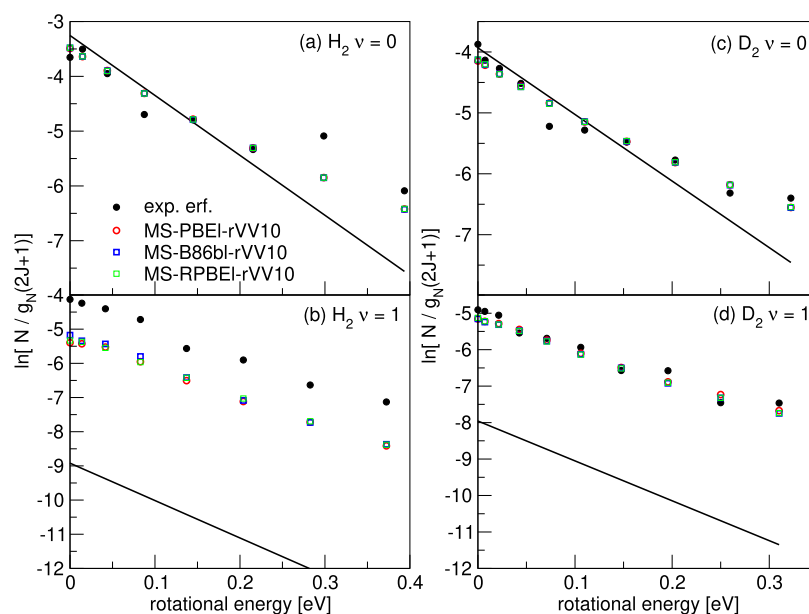 (a) H2 ν = 0
(c) D2 ν = 0
-3
-4
-5
-6
-7
-4
-5
-6
-7
exp. erf.
MS-PBEl-rVV10
MS-B86bl-rVV10
MS-RPBEl-rVV10
ln[ N / gN(2J+1)]
ln[ N / gN(2J+1)]
(b) H2 ν = 1
(d) D2 ν = 1
-4
-5
-6
-7
-8
-9
-10
-11
-12
-5
-6
-7
-8
-9
-10
-11
-12
0 0.1 0.2 0.3 0.4
0 0.1 0.2 0.3
rotational energy [eV]
rotational energy [eV]